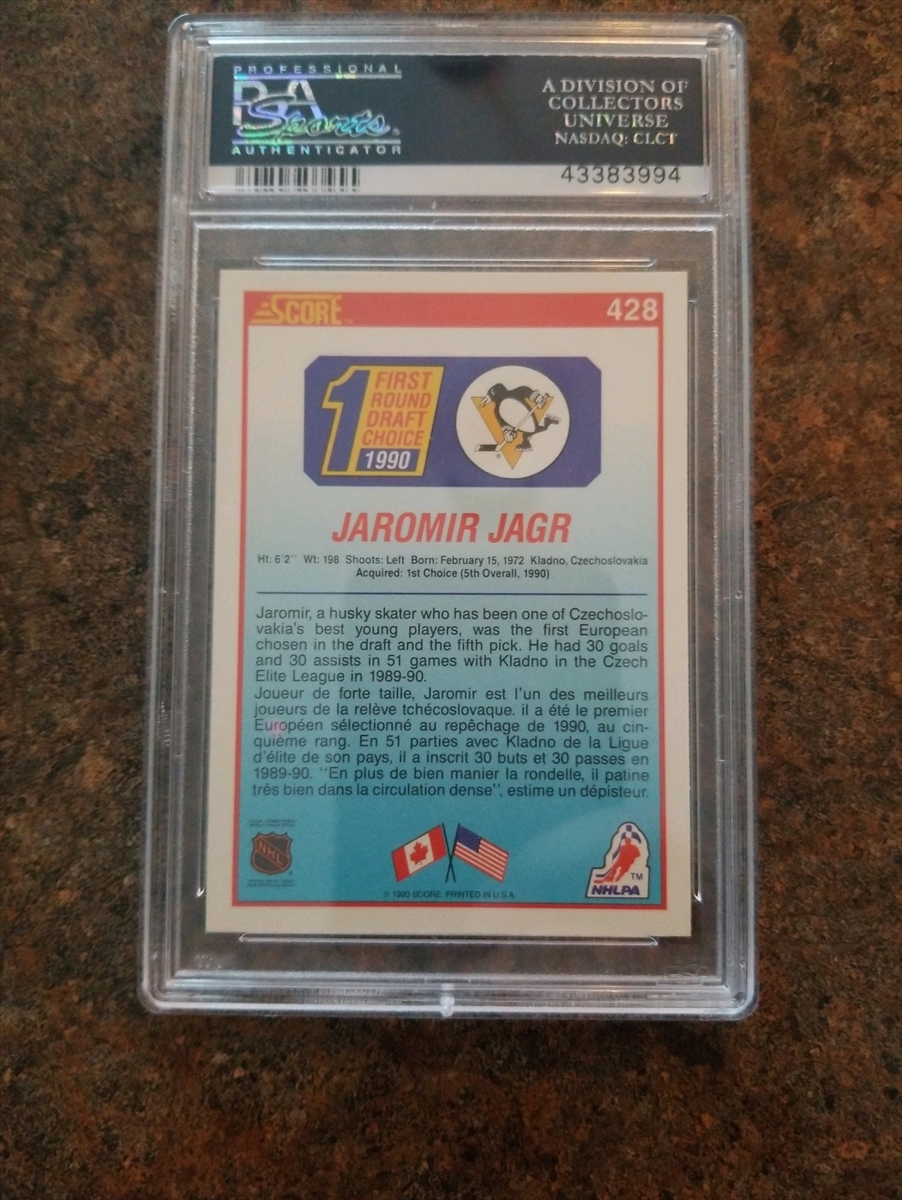 PROFESSIONAL
PSA
Sports
AUTHENTICATOR
A DIVISION OF
COLLECTORS
UNIVERSE
NASDAQ: CLCT
43383994
SCORE
428
1 FIRST
ROUND
DRAFT
CHOICE
1990
JAROMIR JAGR
Ht: 6'2'' Wt: 198 Shoots: Left Born: February 15, 1972 Kladno, Czechoslovakia
Acquired: 1st Choice (5th Overall, 1990)
Jaromir, a husky skater who has been one of Czechoslo-
vakia's best young players, was the first European
chosen in the draft and the fifth pick. He had 30 goals
and 30 assists in 51 games with Kladno in the Czech
Elite League in 1989-90.
Joueur de forte taille, Jaromir est l'un des meilleurs
joueurs de la relève tchécoslovaque. il a été le premier
Européen sélectionné au repêchage de 1990, au cin-
quième rang. En 51 parties avec Kladno de la Ligue
d'élite de son pays, il a inscrit 30 buts et 30 passes en
1989-90. ''En plus de bien manier la rondelle, il patine
très bien dans la circulation dense'', estime un dépisteur.
NHL
© 1990 SCORE. PRINTED IN U.S.A.
TM
NHLPA